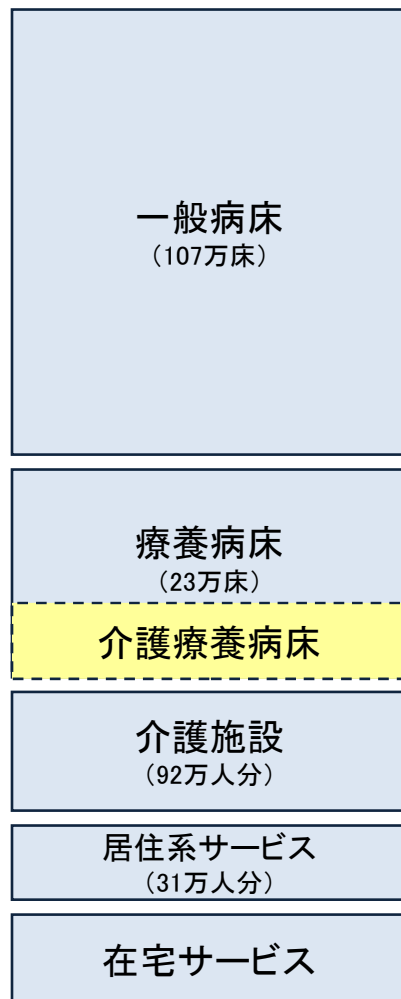 一般病床
（107万床）
療養病床
（23万床）
介護療養病床
介護施設
（92万人分）
居住系サービス
（31万人分）
在宅サービス